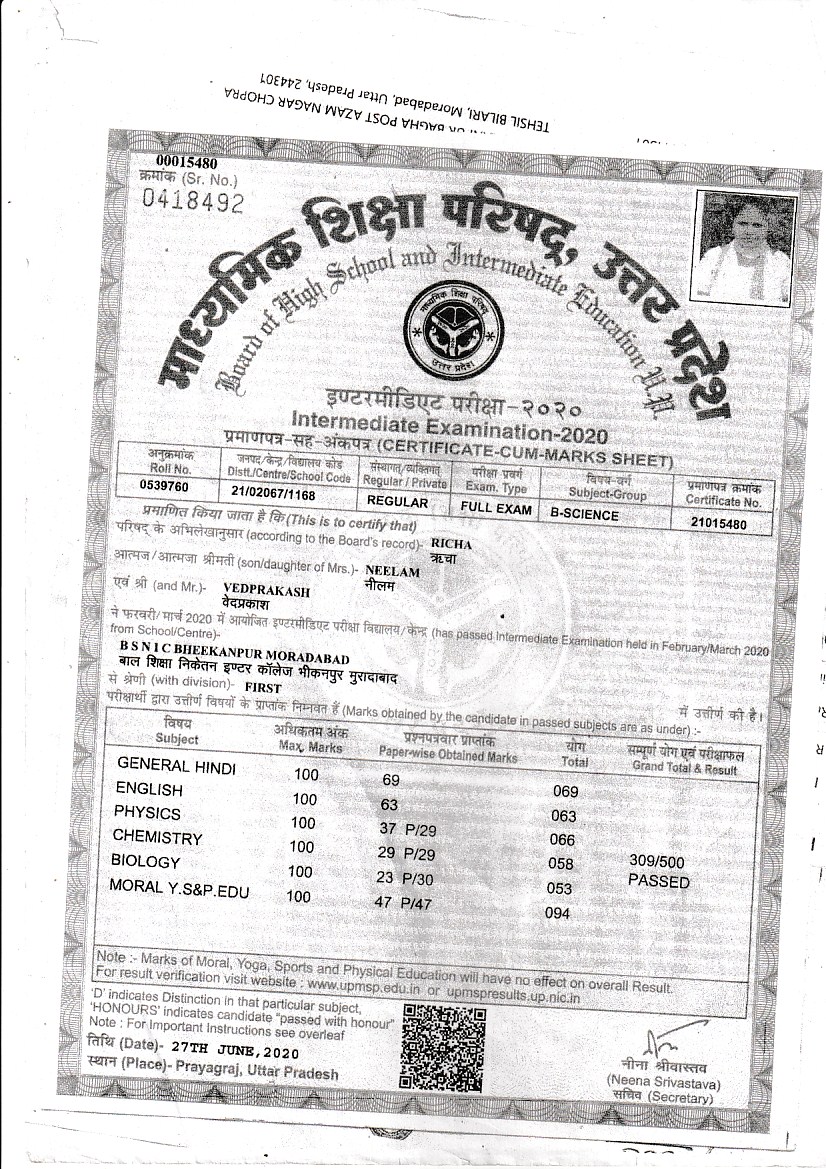 TEHSIL BILARI, Moradabad, Uttar Pradesh, 244301
BAGHA POST AZAM NAGAR CHOPRA
00015480
क्रमांक (Sr. No.)
0418492
माध्यमिक शिक्षा परिषद्, उत्तर प्रदेश
Board of High School and Intermediate Education U.P.
माध्यमिक शिक्षा परिषद्
उत्तर प्रदेश
इण्टरमीडिएट परीक्षा-२०२०
Intermediate Examination-2020
प्रमाणपत्र-सह-अंकपत्र (CERTIFICATE-CUM-MARKS SHEET)
अनुक्रमांक जनपद/केन्द्र/विद्यालय कोड संस्थागत/व्यक्तिगत परीक्षा प्रवर्ग विषय-वर्ग प्रमाणपत्र क्रमांक
Roll No. Distt./Centre/School Code Regular / Private Exam. Type Subject-Group Certificate No.
0539760 21/02067/1168 REGULAR FULL EXAM B-SCIENCE 21015480
प्रमाणित किया जाता है कि (This is to certify that)
परिषद् के अभिलेखानुसार (according to the Board's record)- RICHA
ऋचा
आत्मज/आत्मजा श्रीमती (son/daughter of Mrs.)- NEELAM
नीलम
एवं श्री (and Mr.)- VEDPRAKASH
वेदप्रकाश
ने फरवरी/मार्च 2020 में आयोजित इण्टरमीडिएट परीक्षा विद्यालय/केन्द्र (has passed Intermediate Examination held in February/March 2020
from School/Centre)-
B S N I C BHEEKANPUR MORADABAD
बाल शिक्षा निकेतन इण्टर कॉलेज भीकनपुर मुरादाबाद
से श्रेणी (with division)- FIRST में उत्तीर्ण की है।
परीक्षार्थी द्वारा उत्तीर्ण विषयों के प्राप्तांक निम्नवत हैं (Marks obtained by the candidate in passed subjects are as under) :-
विषय अधिकतम अंक प्रश्नपत्रवार प्राप्तांक योग सम्पूर्ण योग एवं परीक्षाफल
Subject Max. Marks Paper-wise Obtained Marks Total Grand Total & Result
GENERAL HINDI 100 69 069
ENGLISH 100 63 063
PHYSICS 100 37 P/29 066
CHEMISTRY 100 29 P/29 058 309/500
BIOLOGY 100 23 P/30 053 PASSED
MORAL Y.S&P.EDU 100 47 P/47 094
Note :- Marks of Moral, Yoga, Sports and Physical Education will have no effect on overall Result.
For result verification visit website : www.upmsp.edu.in or upmspresults.up.nic.in
'D' indicates Distinction in that particular subject,
'HONOURS' indicates candidate "passed with honour"
Note : For Important Instructions see overleaf
तिथि (Date)- 27TH JUNE,2020
स्थान (Place)- Prayagraj, Uttar Pradesh
नीना श्रीवास्तव
(Neena Srivastava)
सचिव (Secretary)